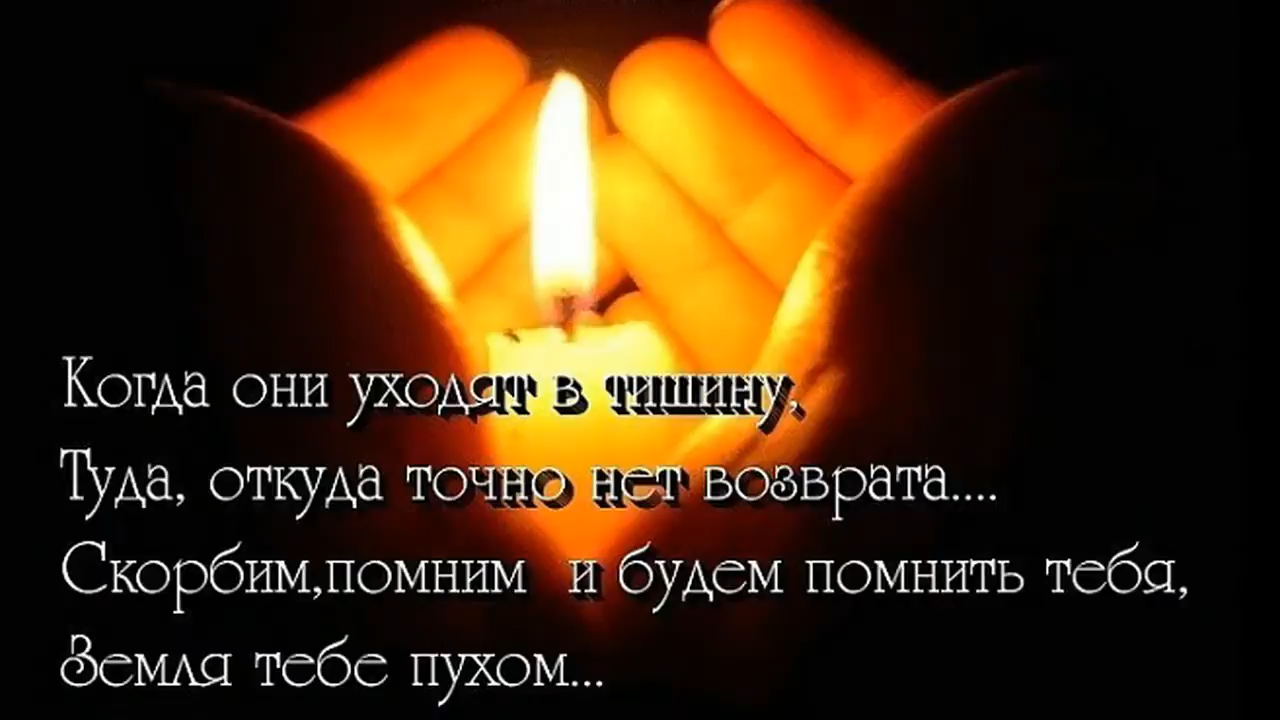 Когда они уходят в тишину,
Туда, откуда точно нет возврата....
Скорбим,помним и будем помнить тебя,
Земля тебе пухом...